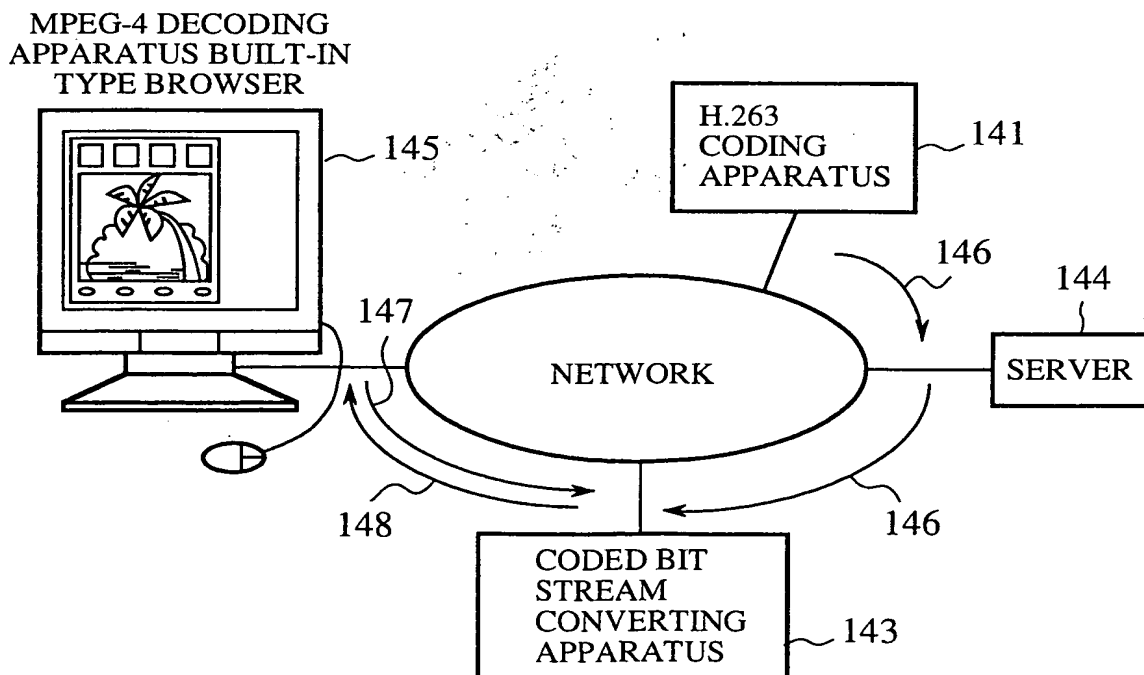 MPEG-4 DECODING
APPARATUS BUILT-IN
TYPE BROWSER
145
H.263
CODING
APPARATUS
141
146
144
SERVER
147
NETWORK
148
146
CODED BIT
STREAM
CONVERTING
APPARATUS
143